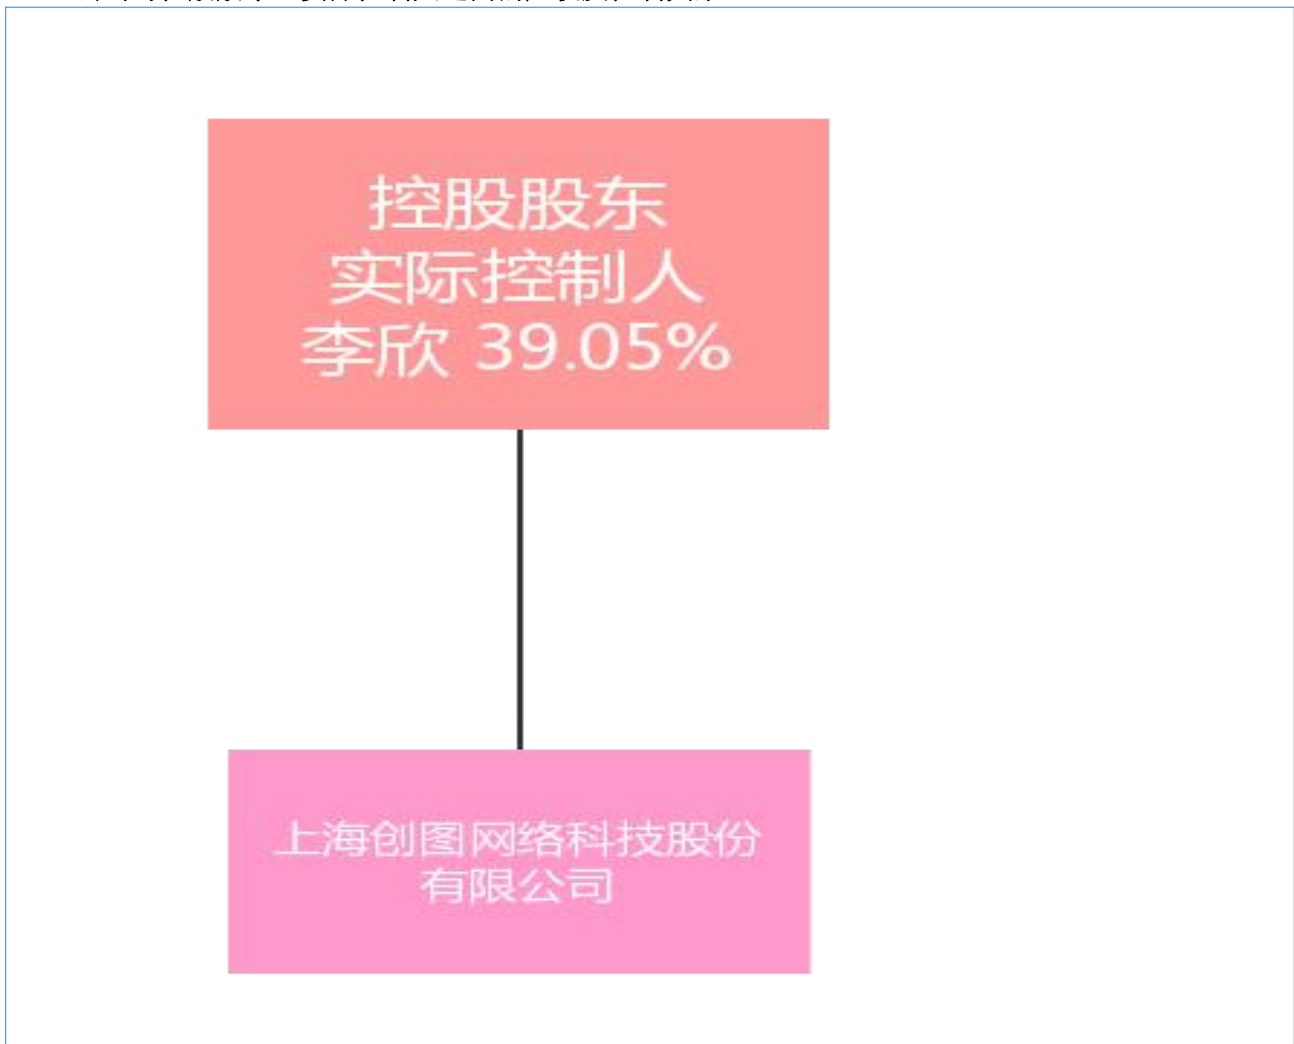 控股股东
实际控制人
李欣 39.05%
上海创图网络科技股份
有限公司